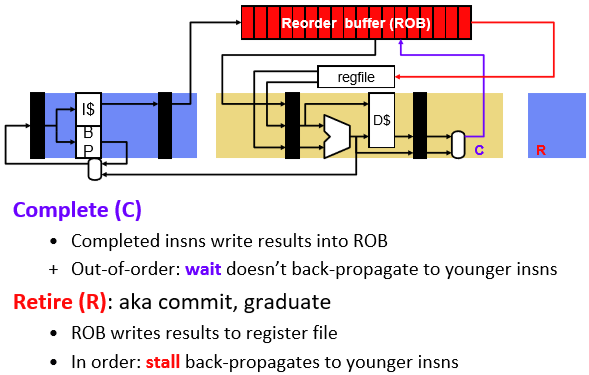 Reorder buffer (ROB)
regfile
I$
B
P
D$
C
R
Complete (C)
• Completed insns write results into ROB
+ Out-of-order: wait doesn't back-propagate to younger insns
Retire (R): aka commit, graduate
• ROB writes results to register file
• In order: stall back-propagates to younger insns